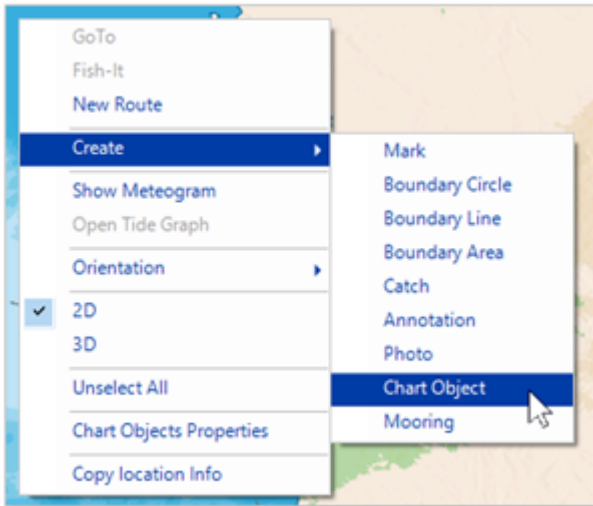 GoTo
Fish-It
New Route
Create
Show Meteogram
Open Tide Graph
Orientation
2D
3D
Unselect All
Chart Objects Properties
Copy location Info
Mark
Boundary Circle
Boundary Line
Boundary Area
Catch
Annotation
Photo
Chart Object
Mooring